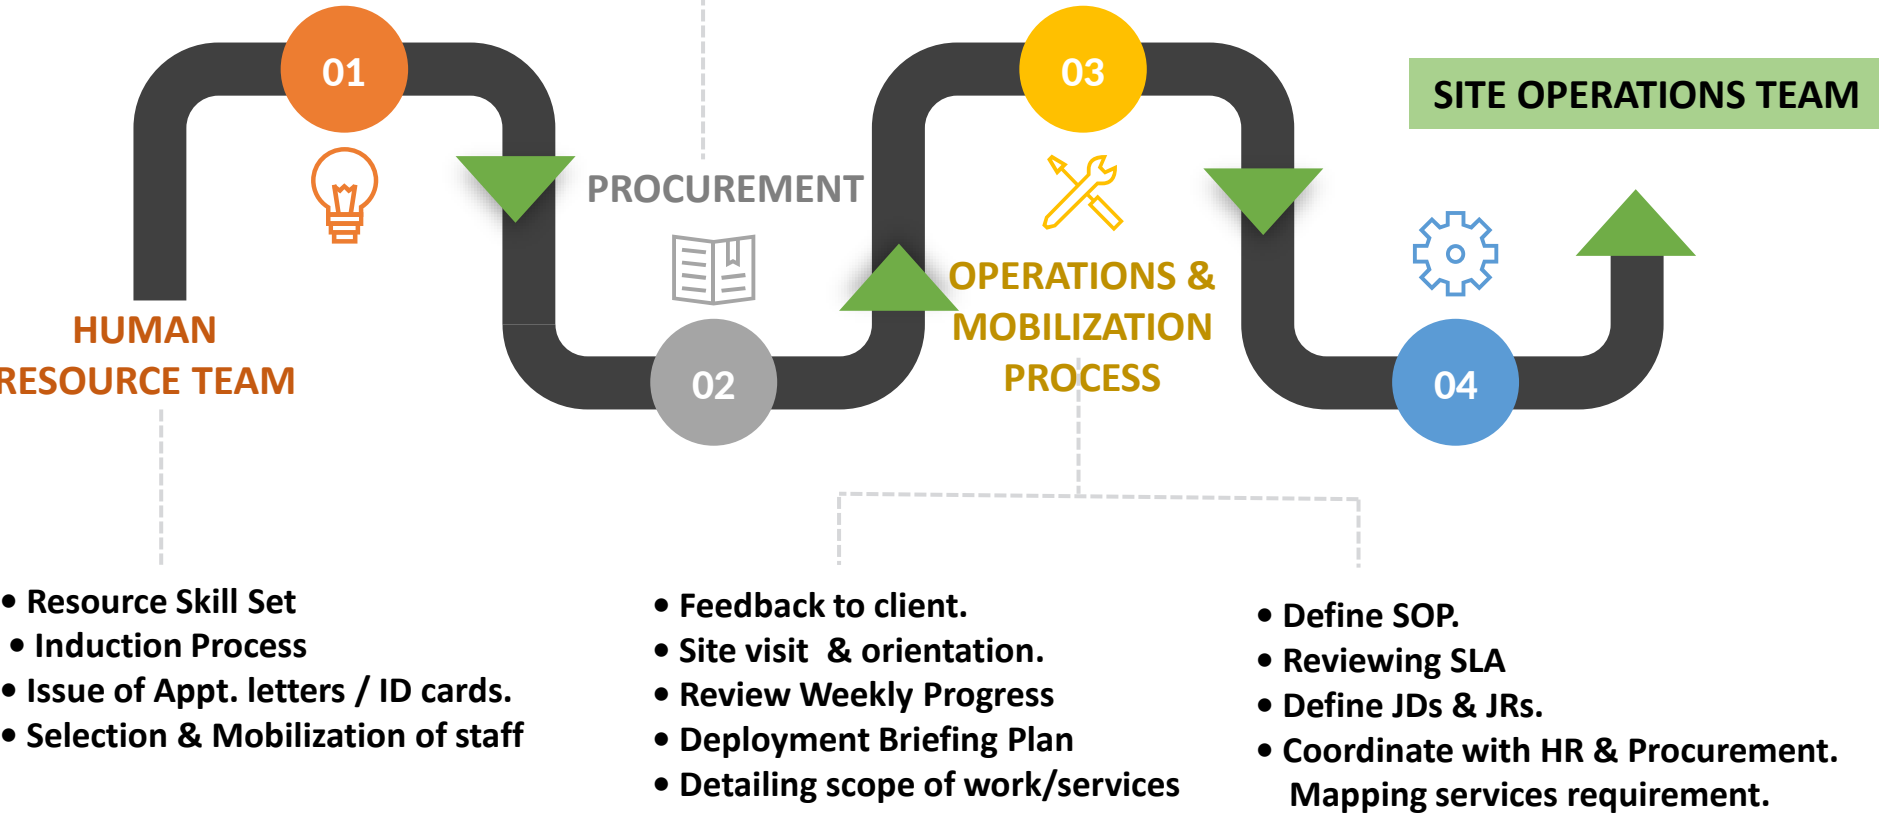 01
03
SITE OPERATIONS TEAM
PROCUREMENT
OPERATIONS &
MOBILIZATION
PROCESS
HUMAN
RESOURCE TEAM
02
04
• Resource Skill Set
• Induction Process
• Issue of Appt. letters / ID cards.
• Selection & Mobilization of staff
• Feedback to client.
• Site visit & orientation.
• Review Weekly Progress
• Deployment Briefing Plan
• Detailing scope of work/services
• Define SOP.
• Reviewing SLA
• Define JDs & JRs.
• Coordinate with HR & Procurement.
Mapping services requirement.